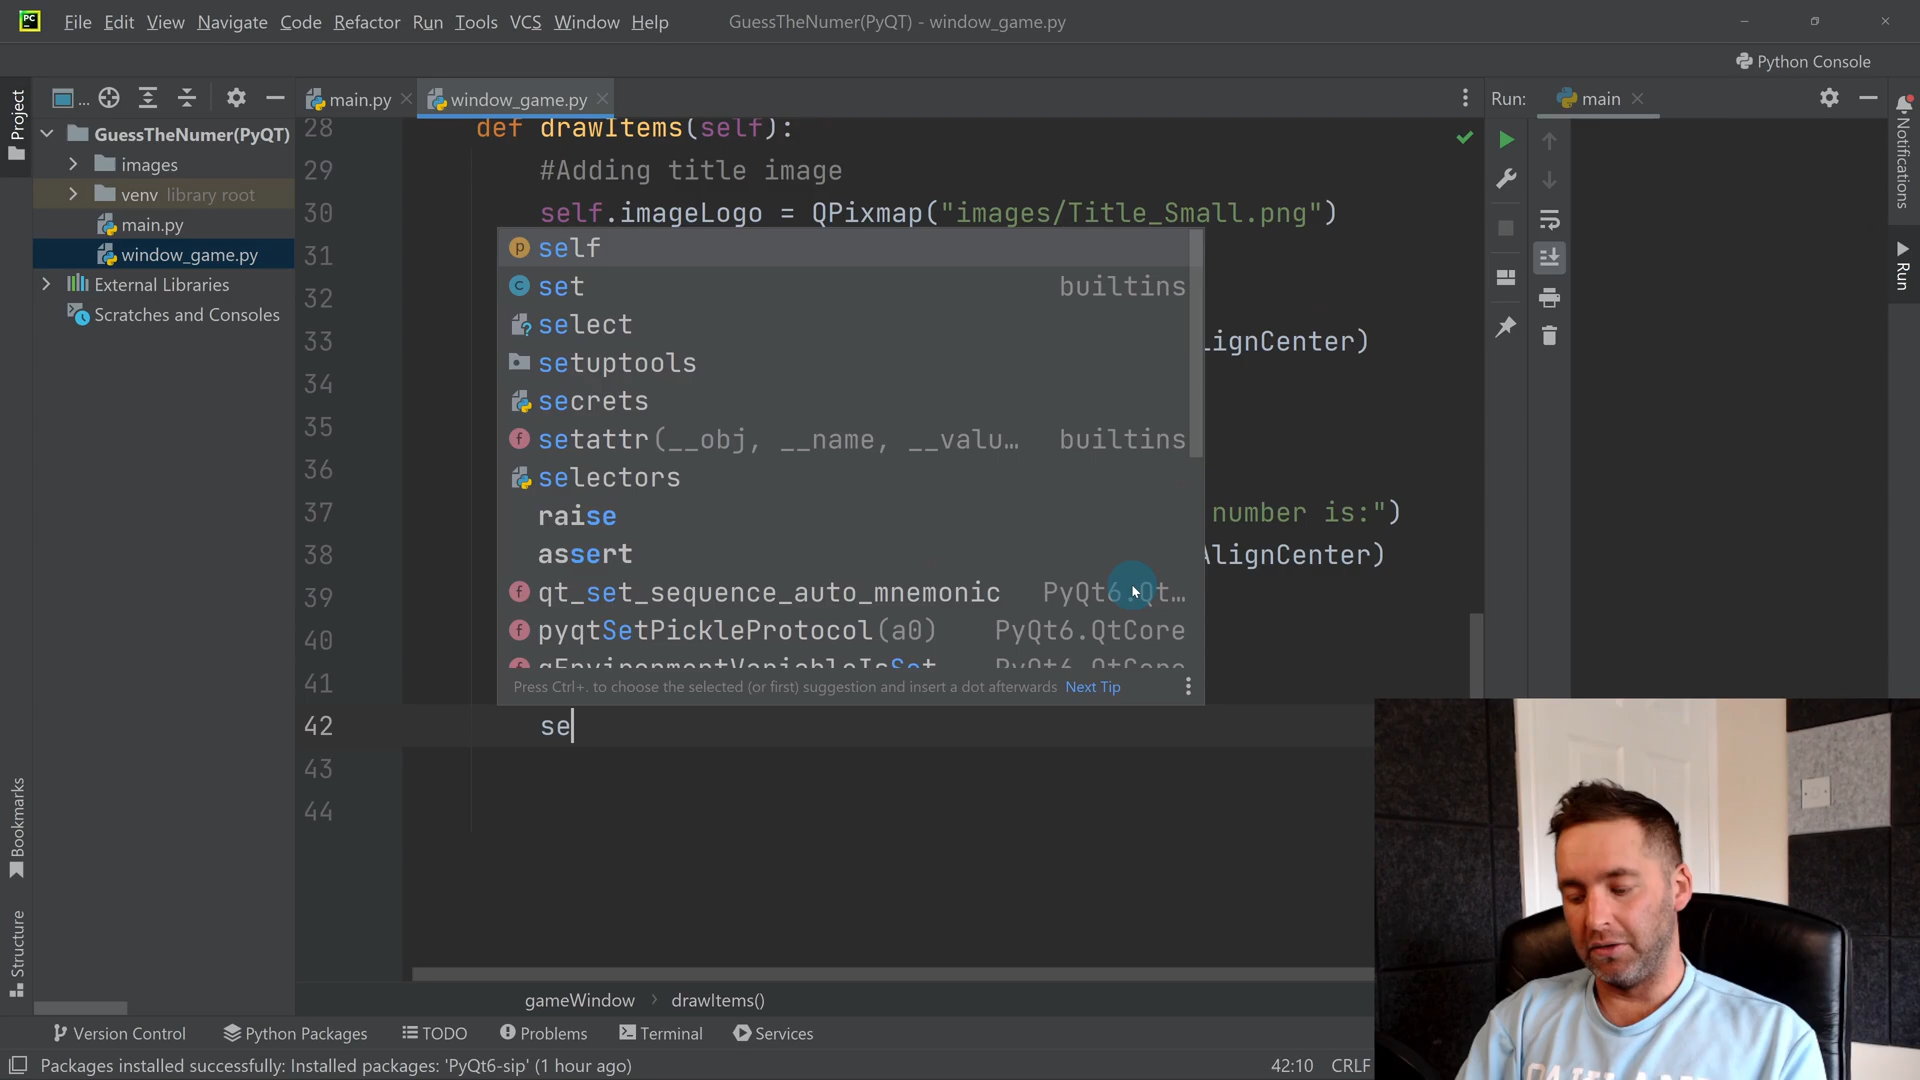 PC File Edit View Navigate Code Refactor Run Tools VCS Window Help GuessTheNumer(PyQT) - window_game.py
Python Console
Project
... main.py window_game.py Run: main
Notifications
Run
GuessTheNumer(PyQT)
images
venv library root
main.py
window_game.py
External Libraries
Scratches and Consoles
28 def drawItems(self):
29 #Adding title image
30 self.imageLogo = QPixmap("images/Title_Small.png")
31
32
33 lignCenter)
34
35
36
37 number is:")
38 AlignCenter)
39
40
41
42 se
43
44
self
set builtins
select
setuptools
secrets
setattr(__obj, __name, __valu… builtins
selectors
raise
assert
qt_set_sequence_auto_mnemonic PyQt6.Qt…
pyqtSetPickleProtocol(a0) PyQt6.QtCore
qEnvironmentVariableIsSet PyQt6.QtCore
Press Ctrl+. to choose the selected (or first) suggestion and insert a dot afterwards Next Tip
Bookmarks
Structure
gameWindow > drawItems()
Version Control Python Packages TODO Problems Terminal Services
Packages installed successfully: Installed packages: 'PyQt6-sip' (1 hour ago) 42:10 CRLF